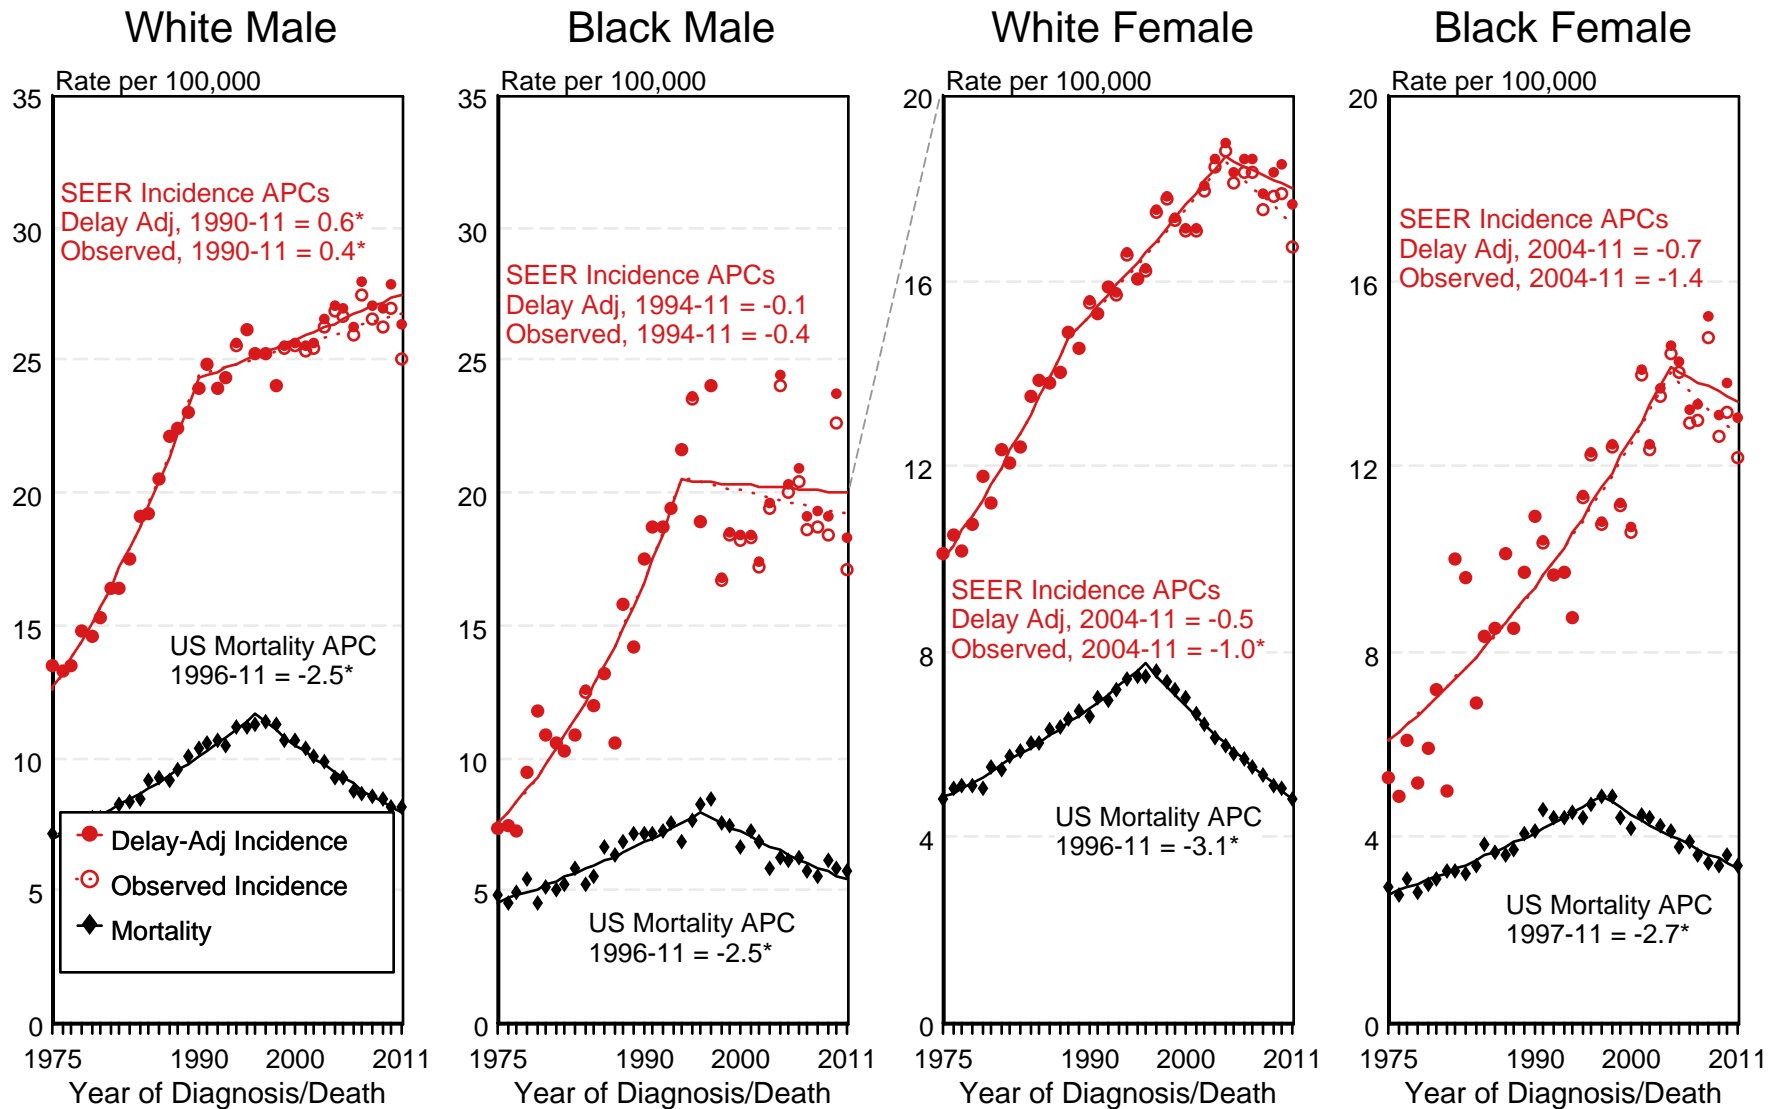 White Male
Rate per 100,000
35
30
25
20
15
10
5
0
SEER Incidence APCs
Delay Adj, 1990-11 = 0.6*
Observed, 1990-11 = 0.4*
US Mortality APC
1996-11 = -2.5*
Delay-Adj Incidence
Observed Incidence
Mortality
1975
1990
2000
2011
Year of Diagnosis/Death
Black Male
Rate per 100,000
35
30
25
20
15
10
5
0
SEER Incidence APCs
Delay Adj, 1994-11 = -0.1
Observed, 1994-11 = -0.4
US Mortality APC
1996-11 = -2.5*
1975
1990
2000
2011
Year of Diagnosis/Death
White Female
Rate per 100,000
20
16
12
8
4
0
SEER Incidence APCs
Delay Adj, 2004-11 = -0.5
Observed, 2004-11 = -1.0*
US Mortality APC
1996-11 = -3.1*
1975
1990
2000
2011
Year of Diagnosis/Death
Black Female
Rate per 100,000
20
16
12
8
4
0
SEER Incidence APCs
Delay Adj, 2004-11 = -0.7
Observed, 2004-11 = -1.4
US Mortality APC
1997-11 = -2.7*
1975
1990
2000
2011
Year of Diagnosis/Death